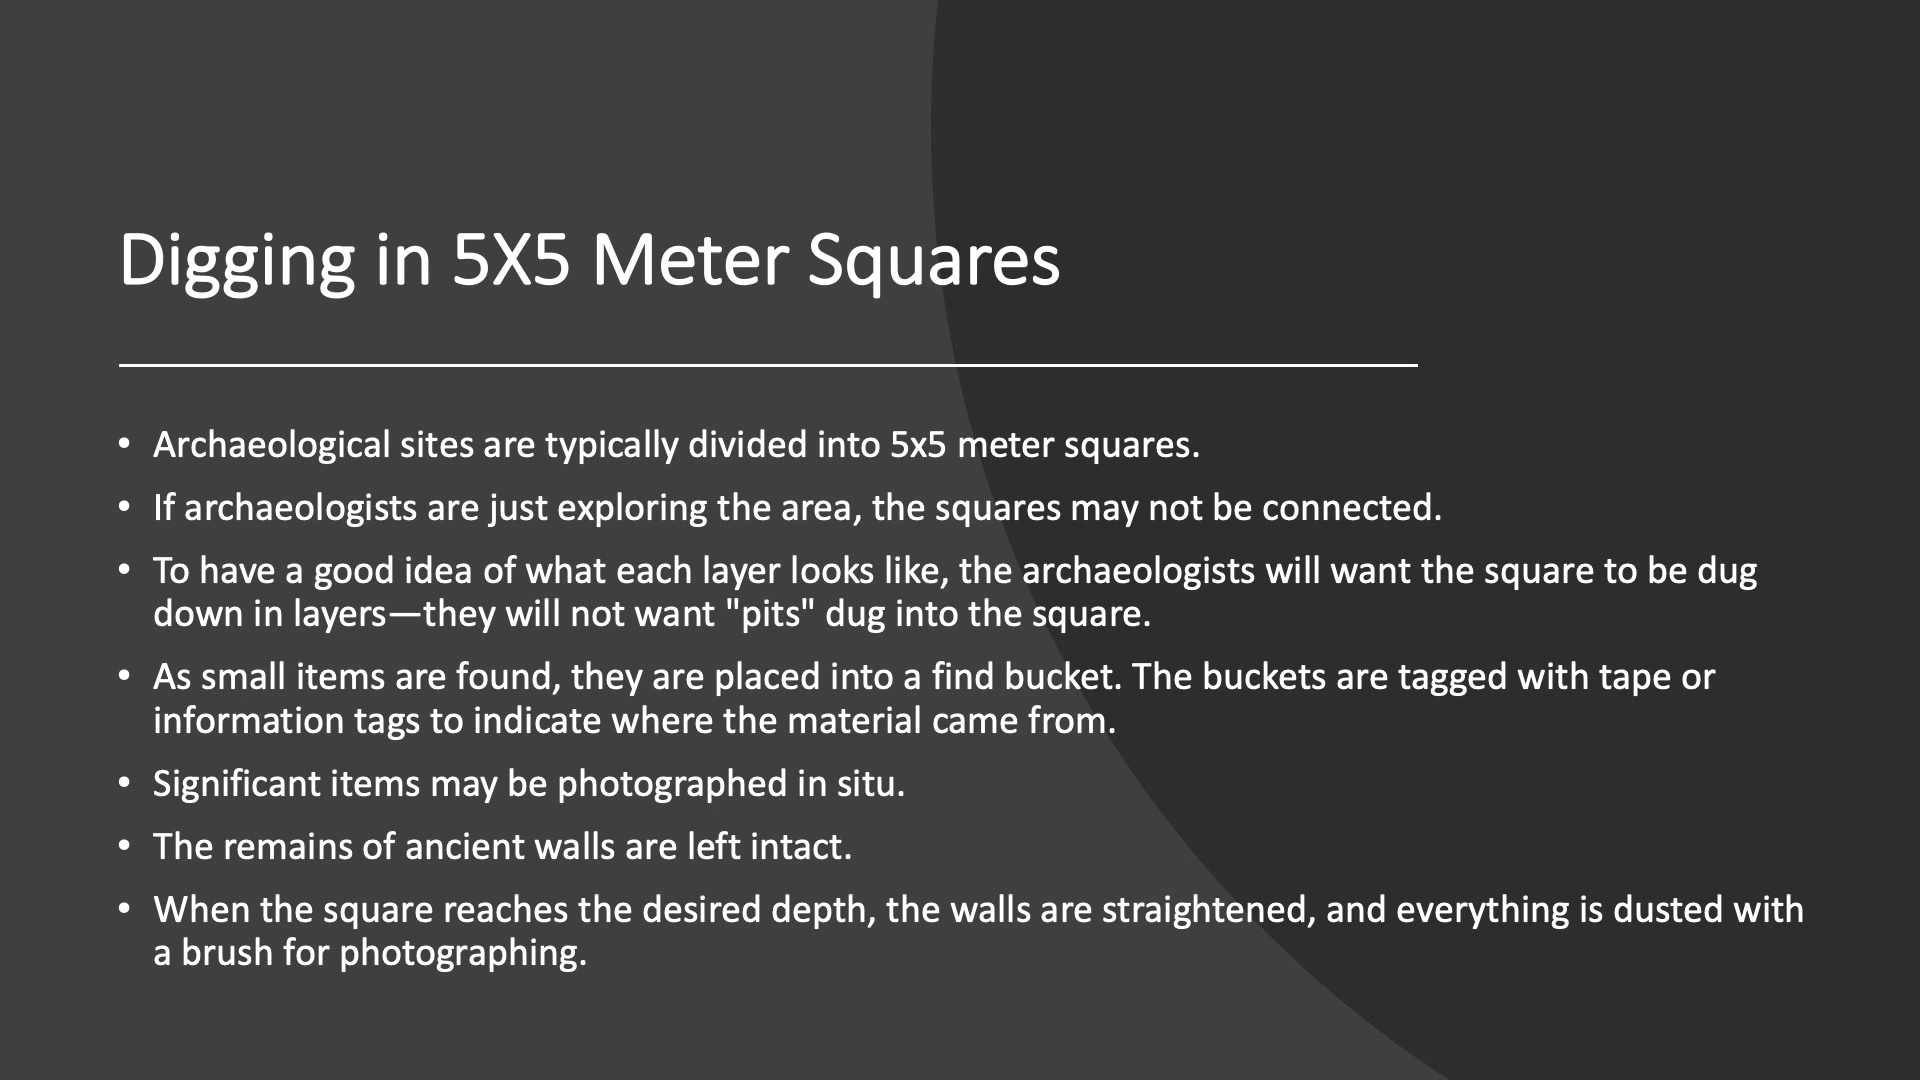 Digging in 5X5 Meter Squares
• Archaeological sites are typically divided into 5x5 meter squares.
• If archaeologists are just exploring the area, the squares may not be connected.
• To have a good idea of what each layer looks like, the archaeologists will want the square to be dug
down in layers—they will not want "pits" dug into the square.
• As small items are found, they are placed into a find bucket. The buckets are tagged with tape or
information tags to indicate where the material came from.
• Significant items may be photographed in situ.
• The remains of ancient walls are left intact.
• When the square reaches the desired depth, the walls are straightened, and everything is dusted with
a brush for photographing.